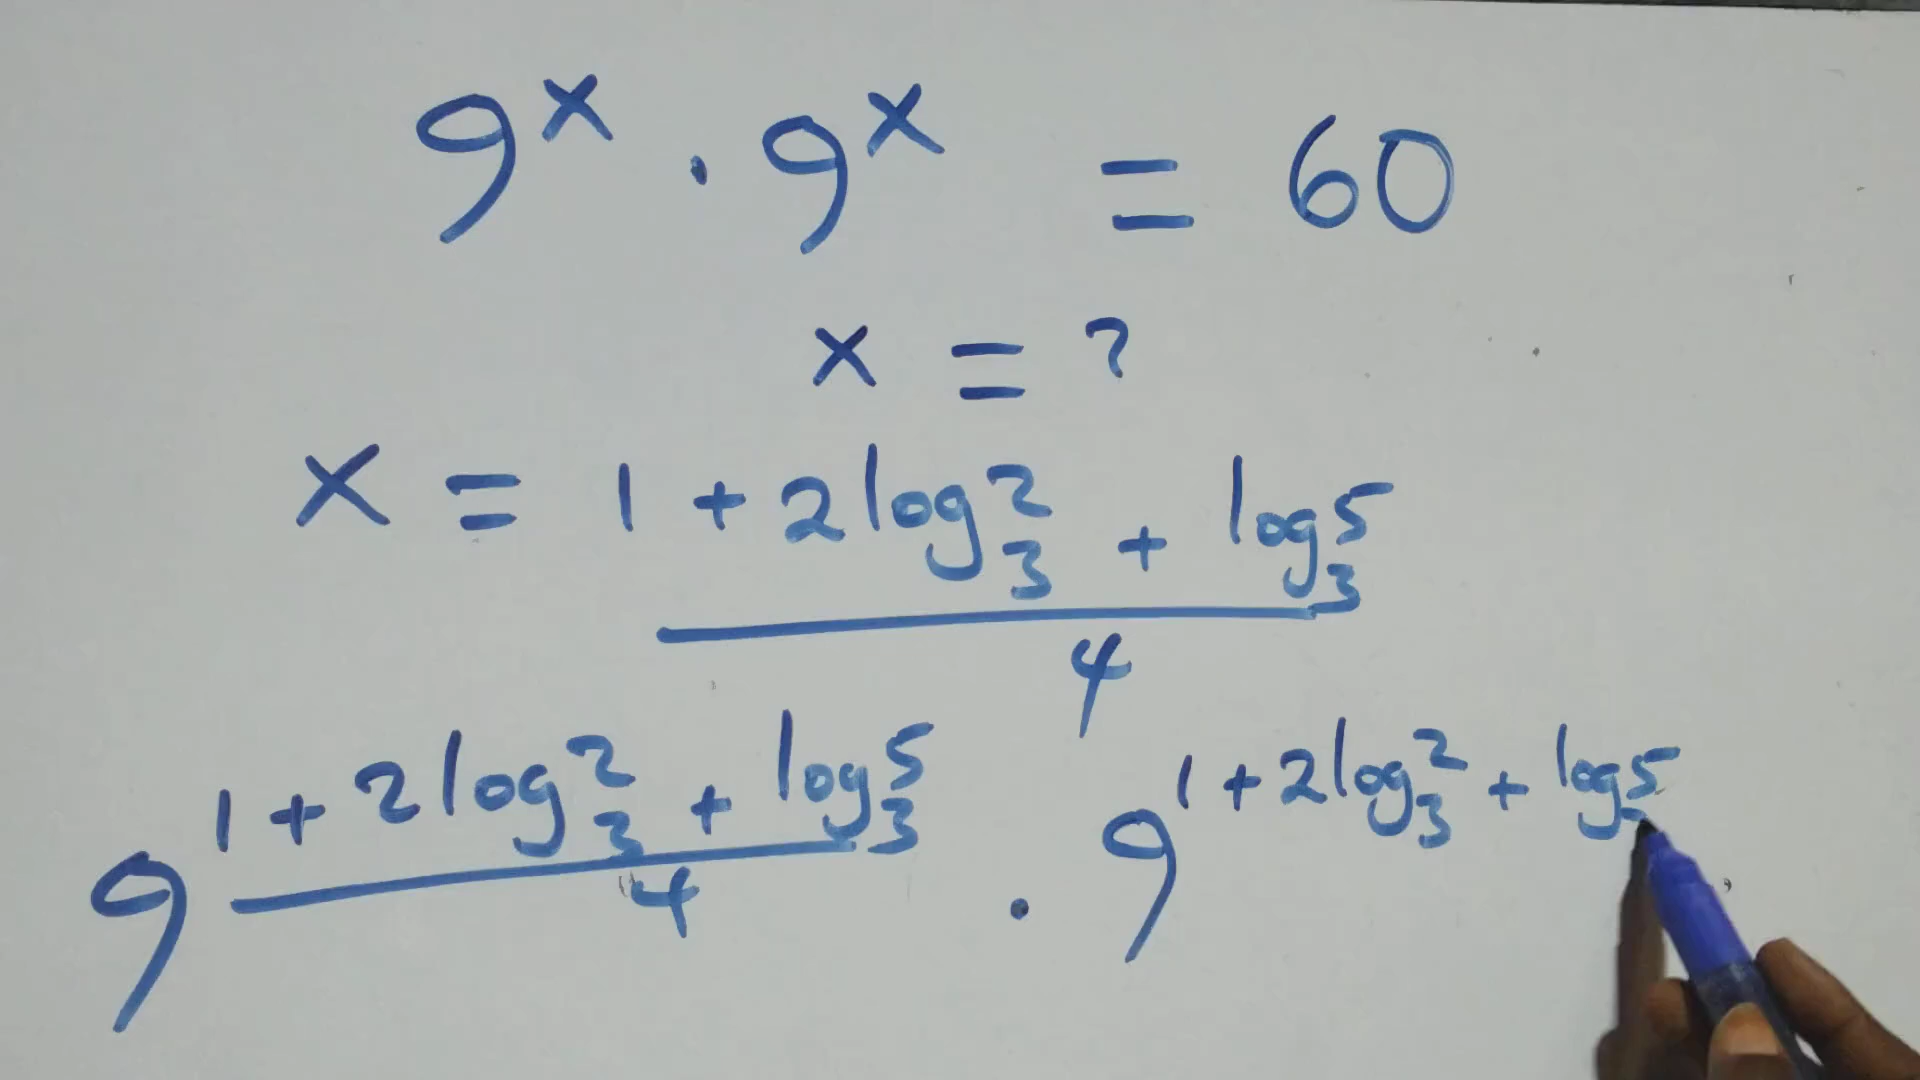 9^x . 9^x = 60
x = ?
x = 1 + 2log_3^2 + log_3^5
4
9^1 + 2log_3^2 + log_3^5 . 9^1 + 2log_3^2 + log^5
4